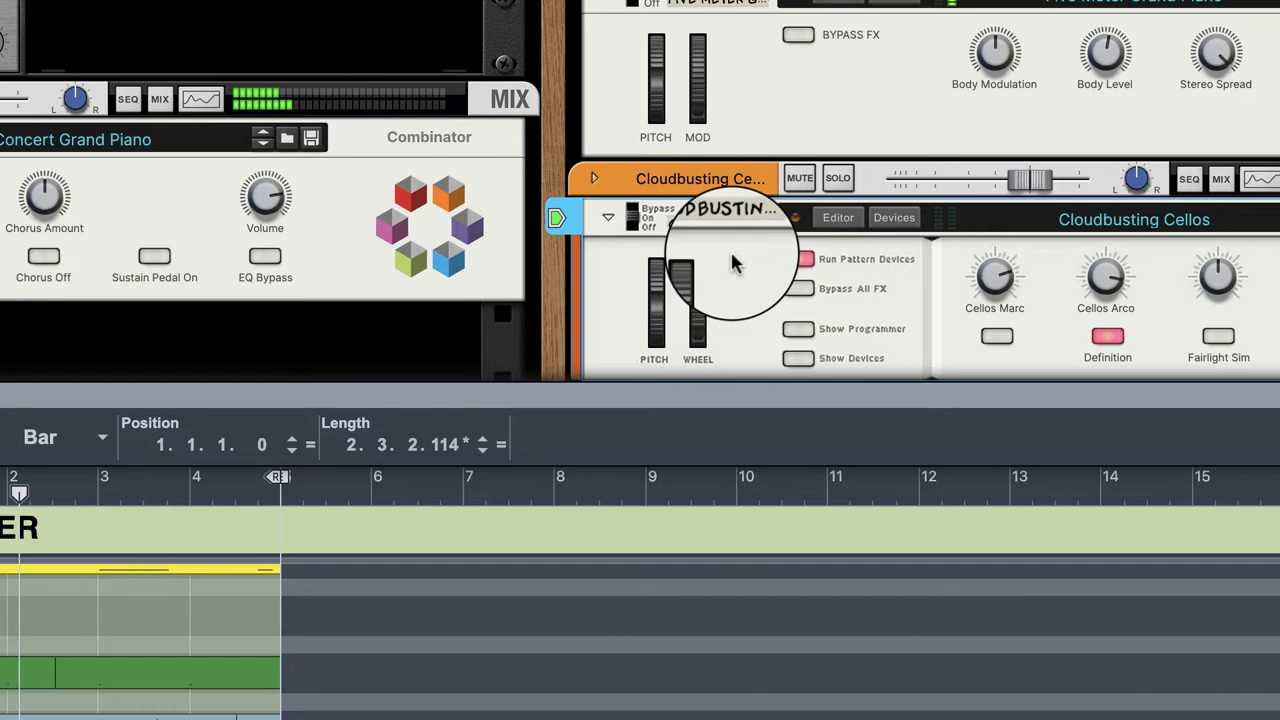 Off FIVE METER G...
Five Meter Grand Piano
BYPASS FX
Body Modulation
Body Level
Stereo Spread
PITCH
MOD
L R
SEQ
MIX
MIX
Concert Grand Piano
Combinator
Chorus Amount
Volume
Chorus Off
Sustain Pedal On
EQ Bypass
Cloudbusting Ce...
MUTE
SOLO
L R
SEQ
MIX
Bypass
On
Off
DBUSTIN...
Editor
Devices
Cloudbusting Cellos
Run Pattern Devices
Bypass All FX
Show Programmer
Show Devices
PITCH
WHEEL
Cellos Marc
Cellos Arco
Definition
Fairlight Sim
Bar
Position
1. 1. 1. 0 =
Length
2. 3. 2. 114 * =
2 3 4 6 7 8 9 10 11 12 13 14 15
ER